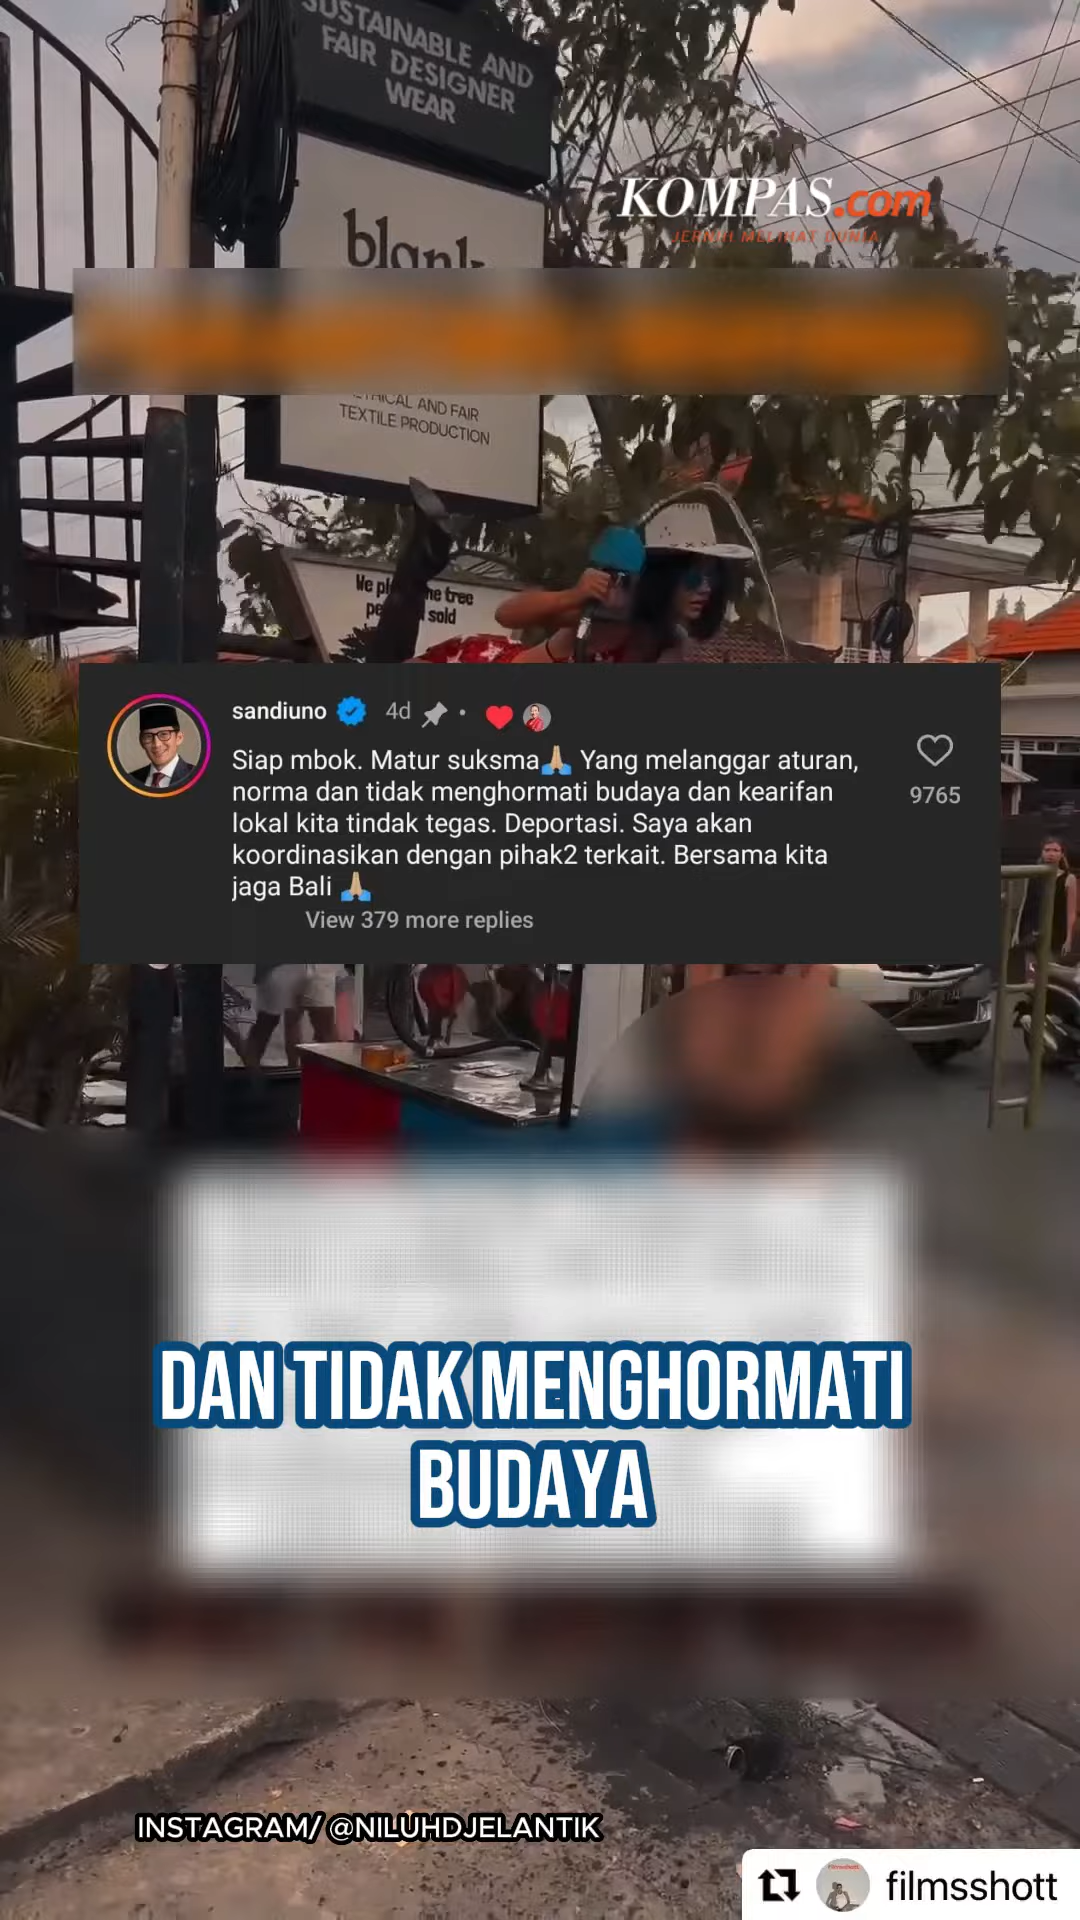 SUSTAINABLE AND
FAIR DESIGNER
WEAR
KOMPAS.com
JERNIH MELIHAT DUNIA
blank
ETHICAL AND FAIR
TEXTILE PRODUCTION
We tree
sold
sandiuno 4d
Siap mbok. Matur suksma🙏 Yang melanggar aturan,
norma dan tidak menghormati budaya dan kearifan
lokal kita tindak tegas. Deportasi. Saya akan
koordinasikan dengan pihak2 terkait. Bersama kita
jaga Bali 🙏
9765
View 379 more replies
DAN TIDAK MENGHORMATI
BUDAYA
INSTAGRAM/ @NILUHDJELANTIK
filmsshott